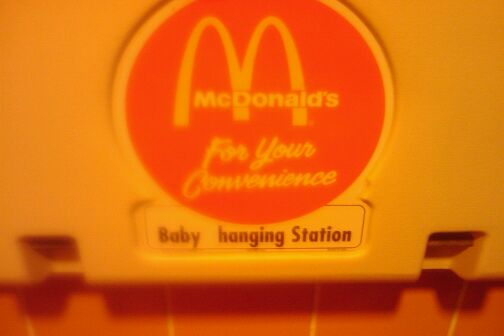 McDonald's
For Your
Convenience
Baby hanging Station